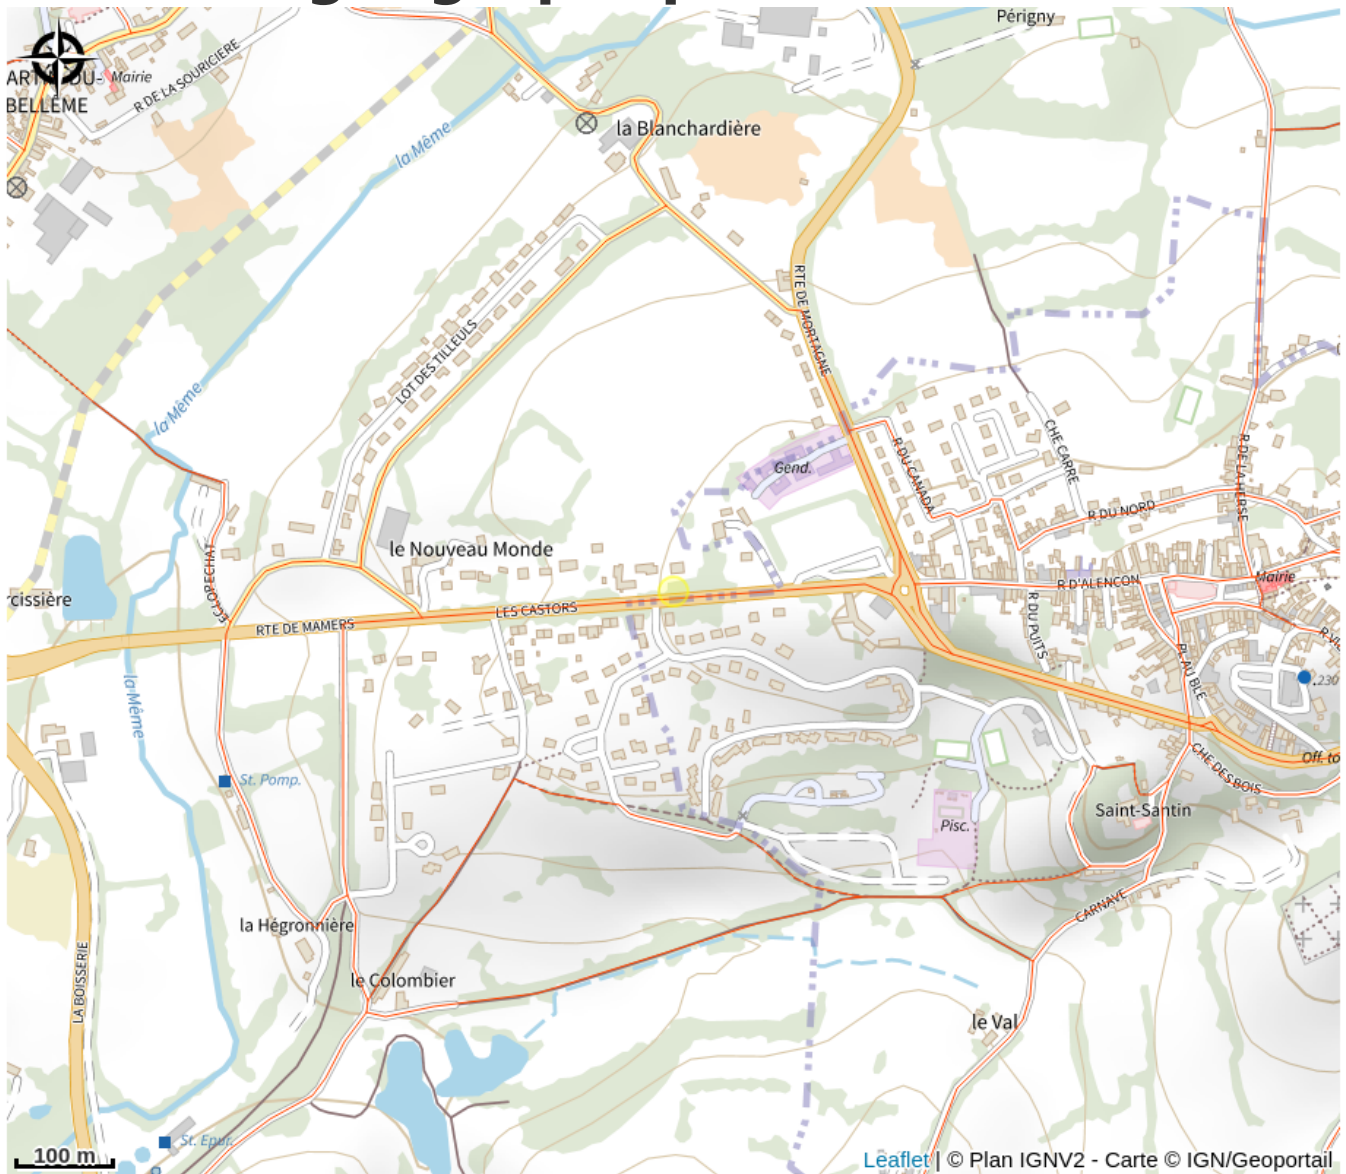 Périgny
Mairie
BELLÊME
R DE LA SOURICIERE
la Même
la Blanchardière
RTE DE MORTAGNE
LOT DES TILLEULS
la Même
Gend.
R DU CANADA
CHE CARRE
R DE LA HERSE
R DU NORD
le Nouveau Monde
LES CASTORS
RTE DE MAMERS
R D'ALENCON
Mairie
R DU PUITS
PL AU BLE
rcissière
la Même
St. Pomp.
230
CHE DES BOIS
Off. to
Saint-Santin
Pisc.
CARNAVE
la Hégronnière
le Colombier
LA BOISSERIE
le Val
St. Epur.
100 m
Leaflet | © Plan IGNV2 - Carte © IGN/Geoportail